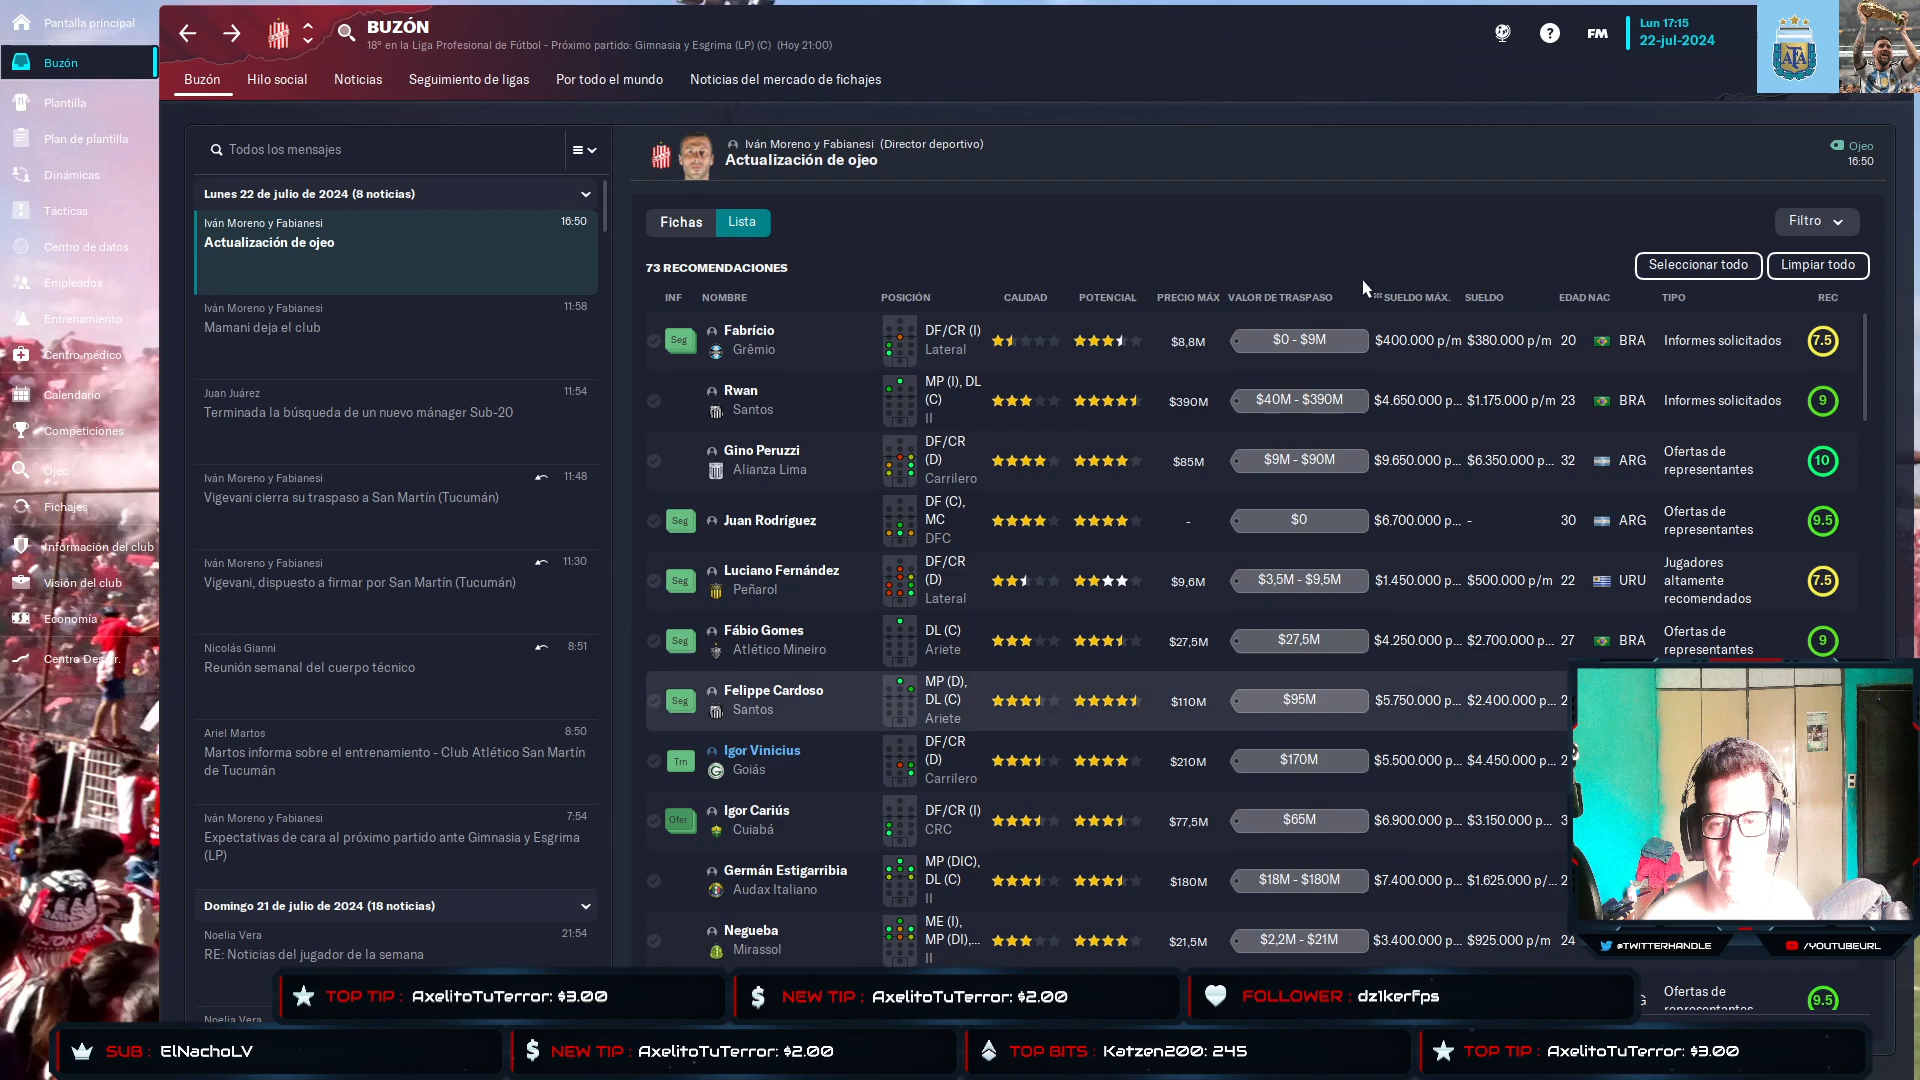 Pantalla principal
Buzón
Plantilla
Plan de plantilla
Dinámicas
Tácticas
Centro de datos
Empleados
Entrenamiento
Centro médico
Calendario
Competiciones
Ojeo
Fichajes
Información del club
Visión del club
Economía
BUZÓN
18º en la Liga Profesional de Fútbol - Próximo partido: Gimnasia y Esgrima (LP) (C) (Hoy 21:00)
FM
Lun 17:15
22-jul-2024
Buzón Hilo social Noticias Seguimiento de ligas Por todo el mundo Noticias del mercado de fichajes
Todos los mensajes
Lunes 22 de julio de 2024 (8 noticias)
Iván Moreno y Fabianesi 16:50
Actualización de ojeo
Iván Moreno y Fabianesi 11:58
Mamani deja el club
Juan Juárez 11:54
Terminada la búsqueda de un nuevo mánager Sub-20
Iván Moreno y Fabianesi 11:48
Vigevani cierra su traspaso a San Martín (Tucumán)
Iván Moreno y Fabianesi 11:30
Vigevani, dispuesto a firmar por San Martín (Tucumán)
Nicolás Gianni 8:51
Reunión semanal del cuerpo técnico
Ariel Martos 8:50
Martos informa sobre el entrenamiento - Club Atlético San Martín
de Tucumán
Iván Moreno y Fabianesi 7:54
Expectativas de cara al próximo partido ante Gimnasia y Esgrima
(LP)
Domingo 21 de julio de 2024 (18 noticias)
Noelia Vera 21:54
RE: Noticias del jugador de la semana
Noelia Vera
Iván Moreno y Fabianesi (Director deportivo)
Actualización de ojeo
Ojeo
16:50
Fichas Lista
Filtro
73 RECOMENDACIONES
Seleccionar todo Limpiar todo
INF NOMBRE POSICIÓN CALIDAD POTENCIAL PRECIO MÁX VALOR DE TRASPASO SUELDO MÁX. SUELDO EDAD NAC TIPO REC
Seg Fabrício Grêmio DF/CR (I) Lateral $8,8M $0 - $9M $400.000 p/m $380.000 p/m 20 BRA Informes solicitados 7.5
Rwan Santos MP (I), DL (C) II $390M $40M - $390M $4.650.000 p... $1.175.000 p/m 23 BRA Informes solicitados 9
Gino Peruzzi Alianza Lima DF/CR (D) Carrilero $85M $9M - $90M $9.650.000 p... $6.350.000 p... 32 ARG Ofertas de representantes 10
Seg Juan Rodríguez DF (C), MC DFC - $0 $6.700.000 p... - 30 ARG Ofertas de representantes 9.5
Seg Luciano Fernández Peñarol DF/CR (D) Lateral $9,6M $3,5M - $9,5M $1.450.000 p... $500.000 p/m 22 URU Jugadores altamente recomendados 7.5
Seg Fábio Gomes Atlético Mineiro DL (C) Ariete $27,5M $27,5M $4.250.000 p... $2.700.000 p... 27 BRA Ofertas de representantes 9
Seg Felippe Cardoso Santos MP (D), DL (C) Ariete $110M $95M $5.750.000 p... $2.400.000 p... 2
Trn Igor Vinicius Goiás DF/CR (D) Carrilero $210M $170M $5.500.000 p... $4.450.000 p... 2
Ofer Igor Cariús Cuiabá DF/CR (I) CRC $77,5M $65M $6.900.000 p... $3.150.000 p... 3
Germán Estigarribia Audax Italiano MP (DIC), DL (C) II $180M $18M - $180M $7.400.000 p... $1.625.000 p/... 2
Negueba Mirassol ME (I), MP (DI),... II $21,5M $2,2M - $21M $3.400.000 p... $925.000 p/m 24
Ofertas de representantes 9.5
@TWITTERHANDLE /YOUTUBEURL
TOP TIP : AxelitoTuTerror: $3.00 NEW TIP : AxelitoTuTerror: $2.00 FOLLOWER : dz1kerfps
SUB : ElNachoLV NEW TIP : AxelitoTuTerror: $2.00 TOP BITS : Katzen200: 245 TOP TIP : AxelitoTuTerror: $3.00